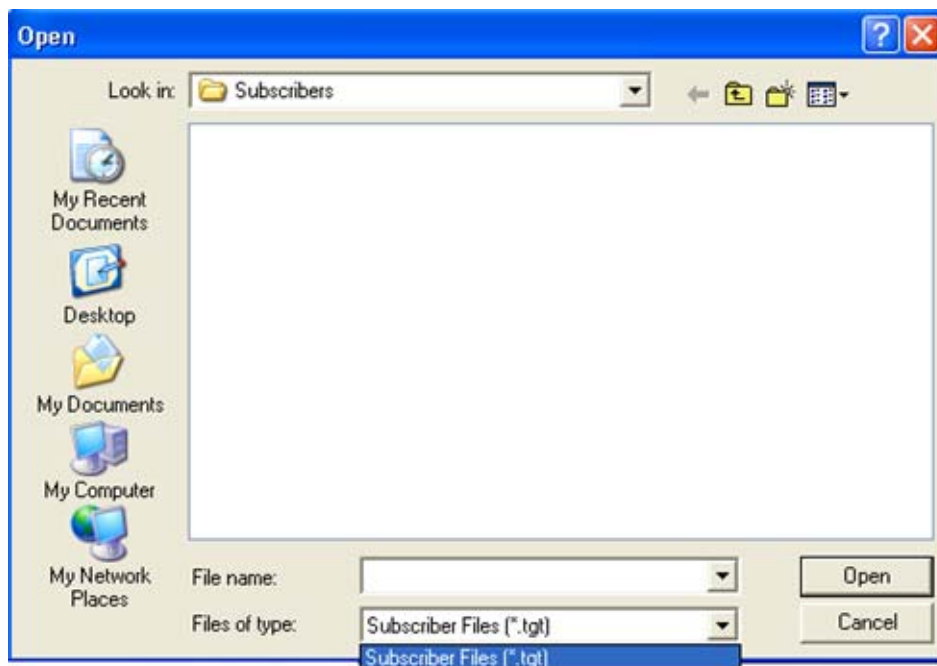 Open
Look in: Subscribers
My Recent
Documents
Desktop
My Documents
My Computer
My Network
Places
File name:
Open
Files of type: Subscriber Files (*.tgt)
Cancel
Subscriber Files (*.tgt)